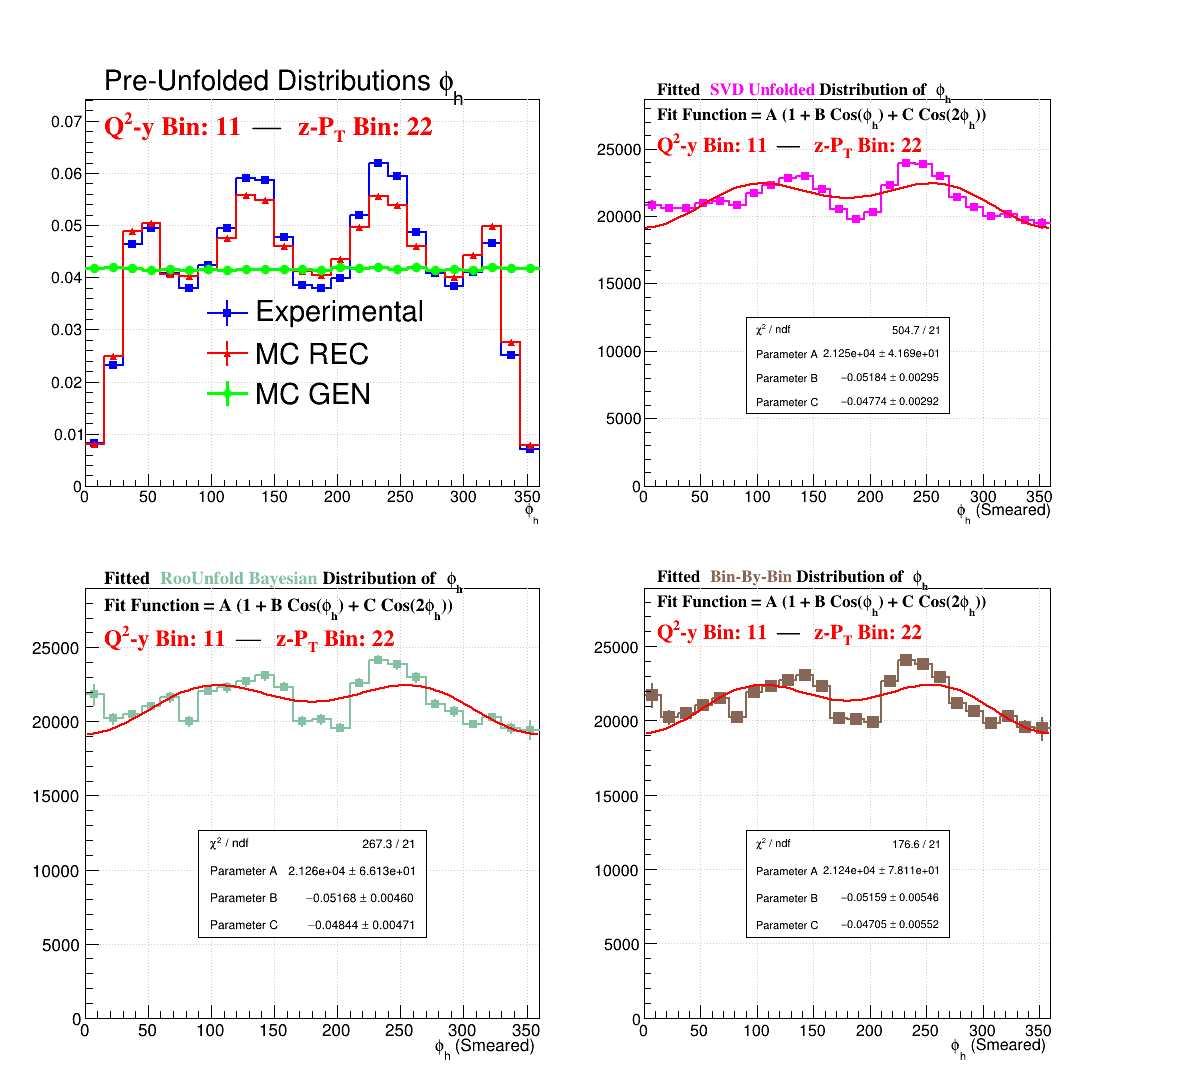 Pre-Unfolded Distributions ϕh
Q²-y Bin: 11 — z-PT Bin: 22
0.07
0.06
0.05
0.04
0.03
0.02
0.01
0
Experimental
MC REC
MC GEN
0 50 100 150 200 250 300 350
ϕh
Fitted SVD Unfolded Distribution of ϕh
Fit Function = A (1 + B Cos(ϕh) + C Cos(2ϕh))
Q²-y Bin: 11 — z-PT Bin: 22
25000
20000
15000
10000
5000
0
χ² / ndf 504.7 / 21
Parameter A 2.125e+04 ± 4.169e+01
Parameter B −0.05184 ± 0.00295
Parameter C −0.04774 ± 0.00292
0 50 100 150 200 250 300 350
ϕh (Smeared)
Fitted RooUnfold Bayesian Distribution of ϕh
Fit Function = A (1 + B Cos(ϕh) + C Cos(2ϕh))
Q²-y Bin: 11 — z-PT Bin: 22
25000
20000
15000
10000
5000
0
χ² / ndf 267.3 / 21
Parameter A 2.126e+04 ± 6.613e+01
Parameter B −0.05168 ± 0.00460
Parameter C −0.04844 ± 0.00471
0 50 100 150 200 250 300 350
ϕh (Smeared)
Fitted Bin-By-Bin Distribution of ϕh
Fit Function = A (1 + B Cos(ϕh) + C Cos(2ϕh))
Q²-y Bin: 11 — z-PT Bin: 22
25000
20000
15000
10000
5000
0
χ² / ndf 176.6 / 21
Parameter A 2.124e+04 ± 7.811e+01
Parameter B −0.05159 ± 0.00546
Parameter C −0.04705 ± 0.00552
0 50 100 150 200 250 300 350
ϕh (Smeared)